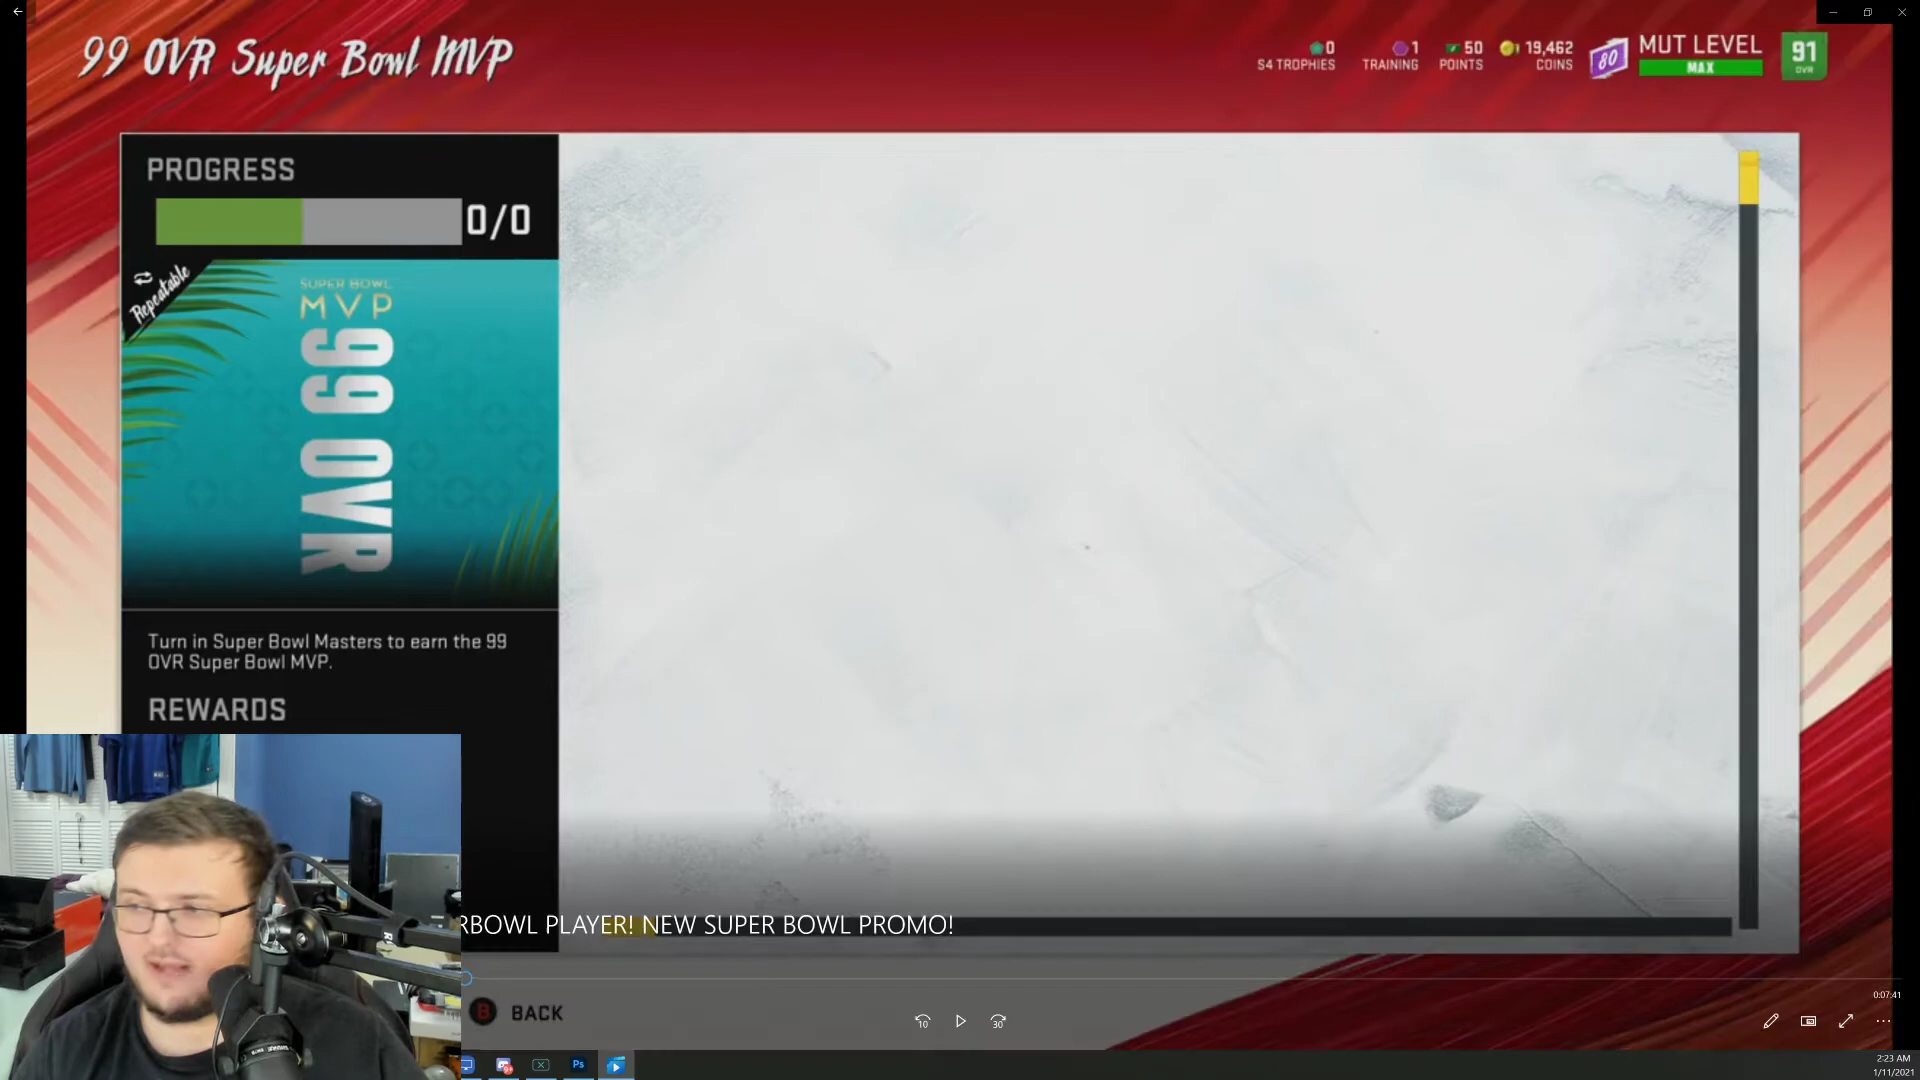 99 OVR Super Bowl MVP
0
S4 TROPHIES
1
TRAINING
50
POINTS
19,462
COINS
80
MUT LEVEL
MAX
91
OVR
PROGRESS
0/0
Repeatable
SUPER BOWL
MVP
99 OVR
Turn in Super Bowl Masters to earn the 99
OVR Super Bowl MVP.
REWARDS
RBOWL PLAYER! NEW SUPER BOWL PROMO!
0:07:41
B BACK
10
30
Ps
2:23 AM
1/11/2021